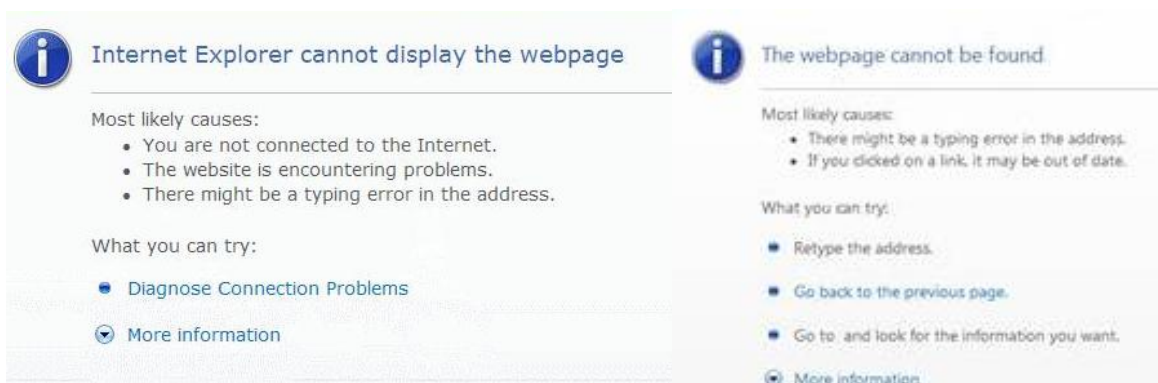 Internet Explorer cannot display the webpage
Most likely causes:
• You are not connected to the Internet.
• The website is encountering problems.
• There might be a typing error in the address.
What you can try:
Diagnose Connection Problems
More information
The webpage cannot be found
Most likely causes:
• There might be a typing error in the address.
• If you clicked on a link, it may be out of date.
What you can try:
Retype the address.
Go back to the previous page.
Go to and look for the information you want.
More information